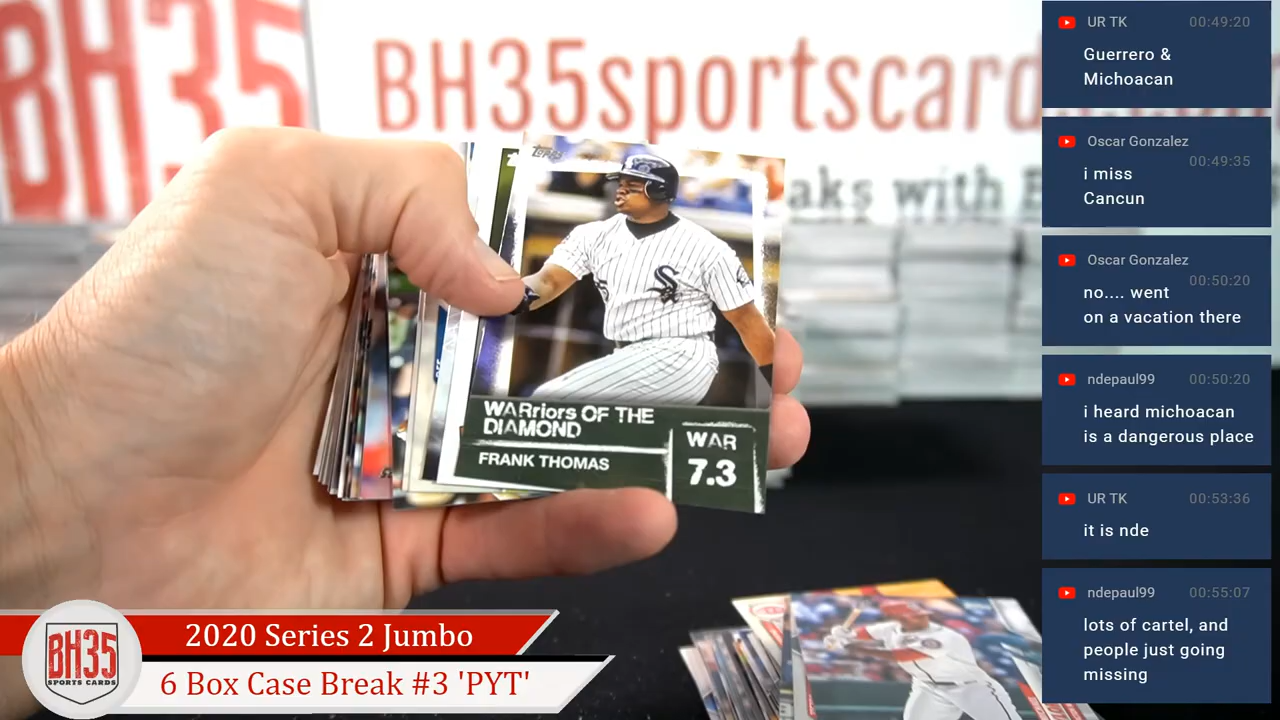 BH35
BH35sportscard
aks with
Topps
WARriors OF THE
DIAMOND
FRANK THOMAS
WAR
7.3
BH35
SPORTS CARDS
2020 Series 2 Jumbo
6 Box Case Break #3 'PYT'
UR TK 00:49:20
Guerrero &
Michoacan
Oscar Gonzalez
00:49:35
i miss
Cancun
Oscar Gonzalez
00:50:20
no.... went
on a vacation there
ndepaul99 00:50:20
i heard michoacan
is a dangerous place
UR TK 00:53:36
it is nde
ndepaul99 00:55:07
lots of cartel, and
people just going
missing